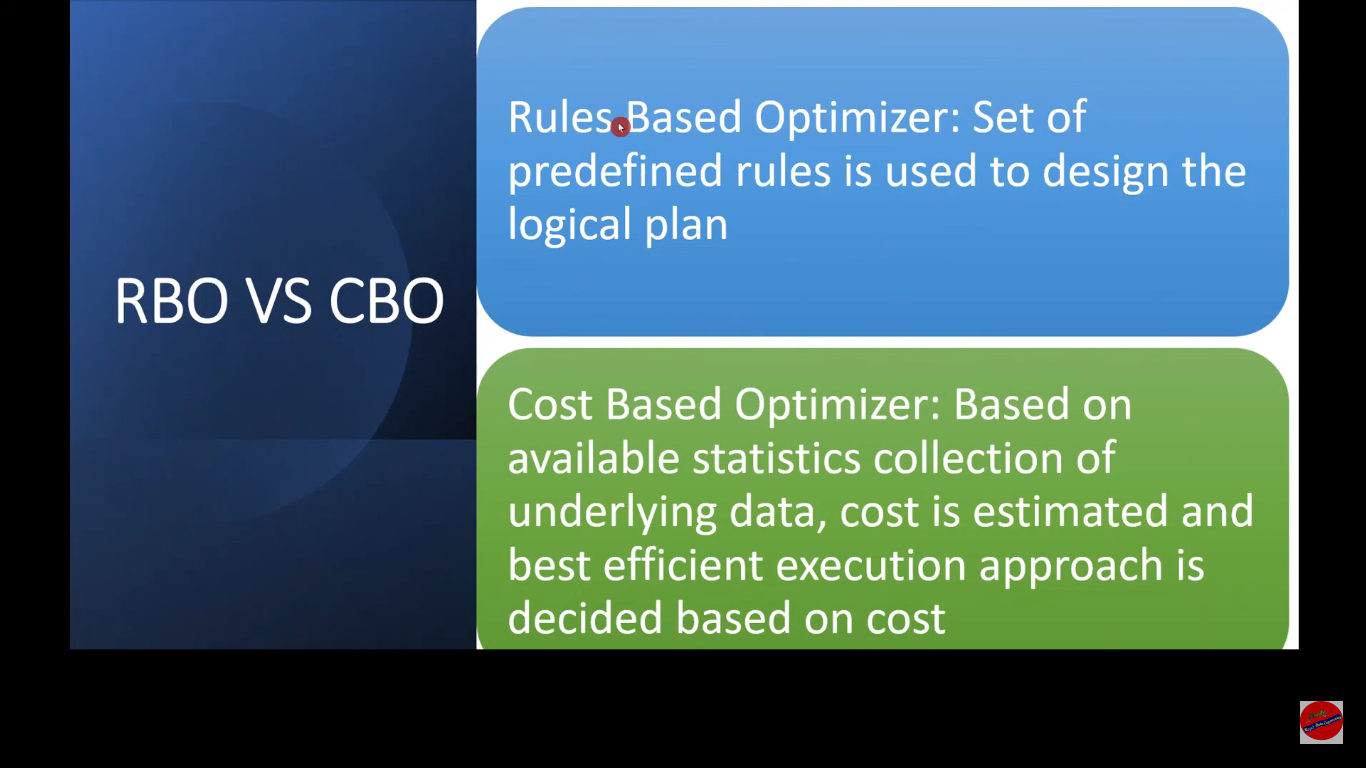 RBO VS CBO
Rules Based Optimizer: Set of
predefined rules is used to design the
logical plan
Cost Based Optimizer: Based on
available statistics collection of
underlying data, cost is estimated and
best efficient execution approach is
decided based on cost